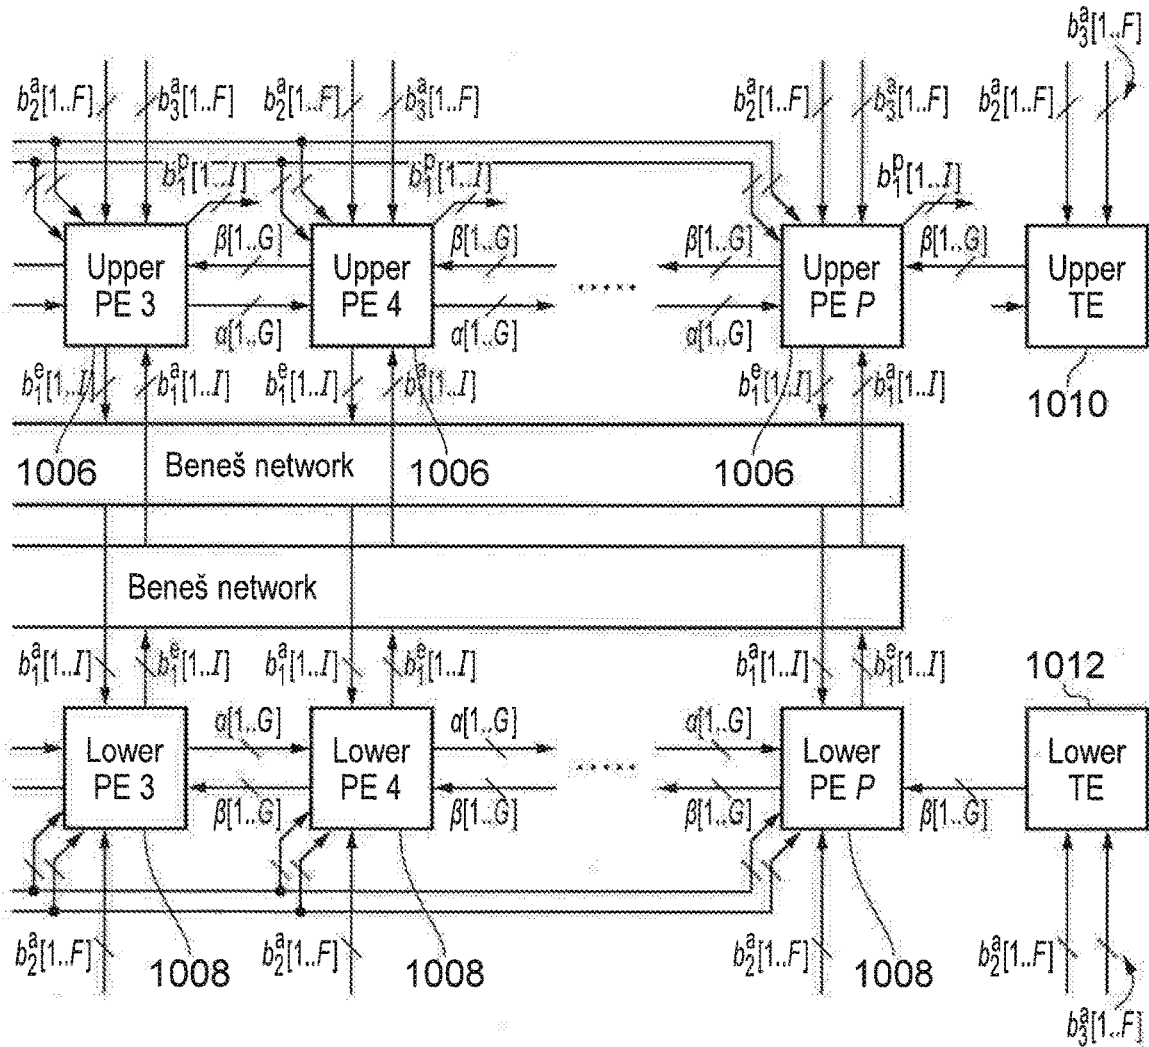 b₃ᵃ[1..F]
b₂ᵃ[1..F] b₃ᵃ[1..F] b₂ᵃ[1..F] b₃ᵃ[1..F] b₂ᵃ[1..F] b₃ᵃ[1..F] b₂ᵃ[1..F]
b₁ᵖ[1..I] b₁ᵖ[1..I] b₁ᵖ[1..I]
β[1..G] β[1..G] β[1..G] β[1..G]
Upper PE 3
Upper PE 4
.....
Upper PE P
Upper TE
α[1..G] α[1..G] α[1..G]
b₁ᵉ[1..I] b₁ᵃ[1..I] b₁ᵉ[1..I] b₁ᵃ[1..I] b₁ᵉ[1..I] b₁ᵃ[1..I]
1010
1006 1006 1006
Beneš network
Beneš network
b₁ᵃ[1..I] b₁ᵉ[1..I] b₁ᵃ[1..I] b₁ᵉ[1..I] b₁ᵃ[1..I] b₁ᵉ[1..I]
1012
α[1..G] α[1..G] α[1..G]
Lower PE 3
Lower PE 4
.....
Lower PE P
Lower TE
β[1..G] β[1..G] β[1..G] β[1..G]
b₂ᵃ[1..F] 1008 b₂ᵃ[1..F] 1008 b₂ᵃ[1..F] 1008 b₂ᵃ[1..F]
b₃ᵃ[1..F]